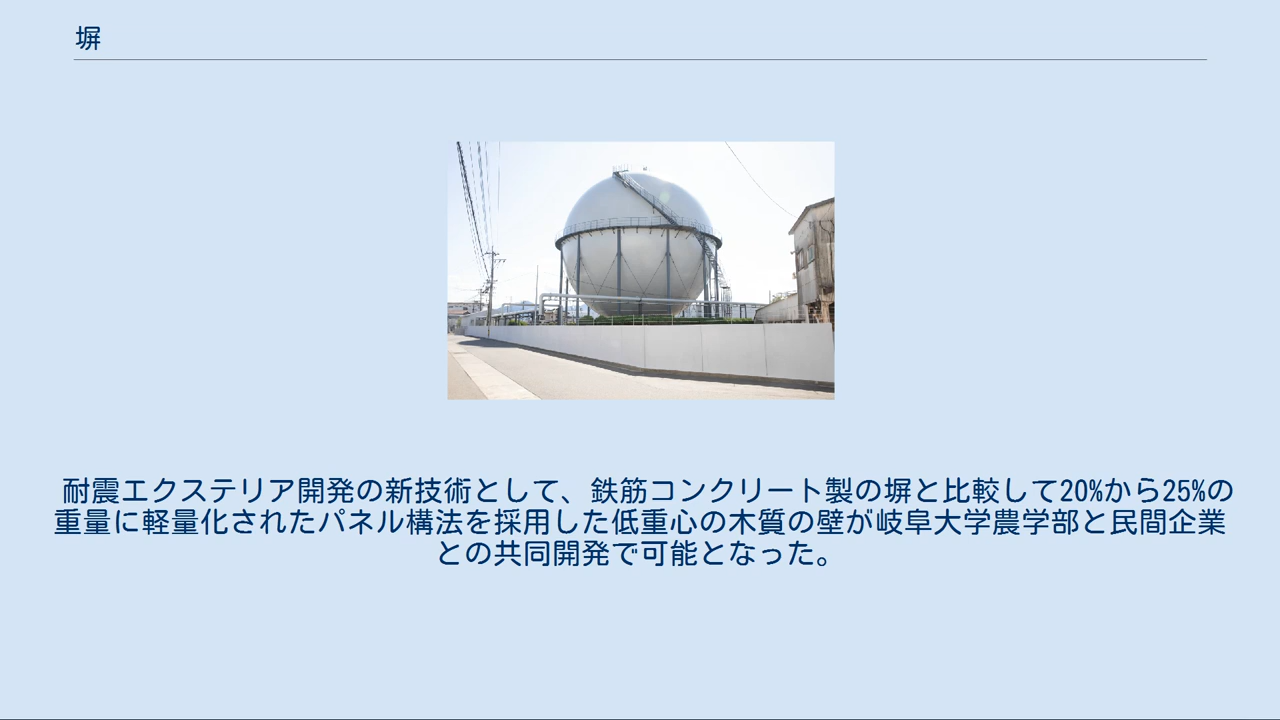 塀
耐震エクステリア開発の新技術として、鉄筋コンクリート製の塀と比較して20%から25%の
重量に軽量化されたパネル構法を採用した低重心の木質の壁が岐阜大学農学部と民間企業
との共同開発で可能となった。